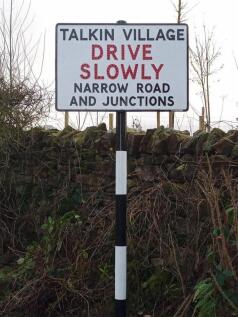 TALKIN VILLAGE
DRIVE
SLOWLY
NARROW ROAD
AND JUNCTIONS